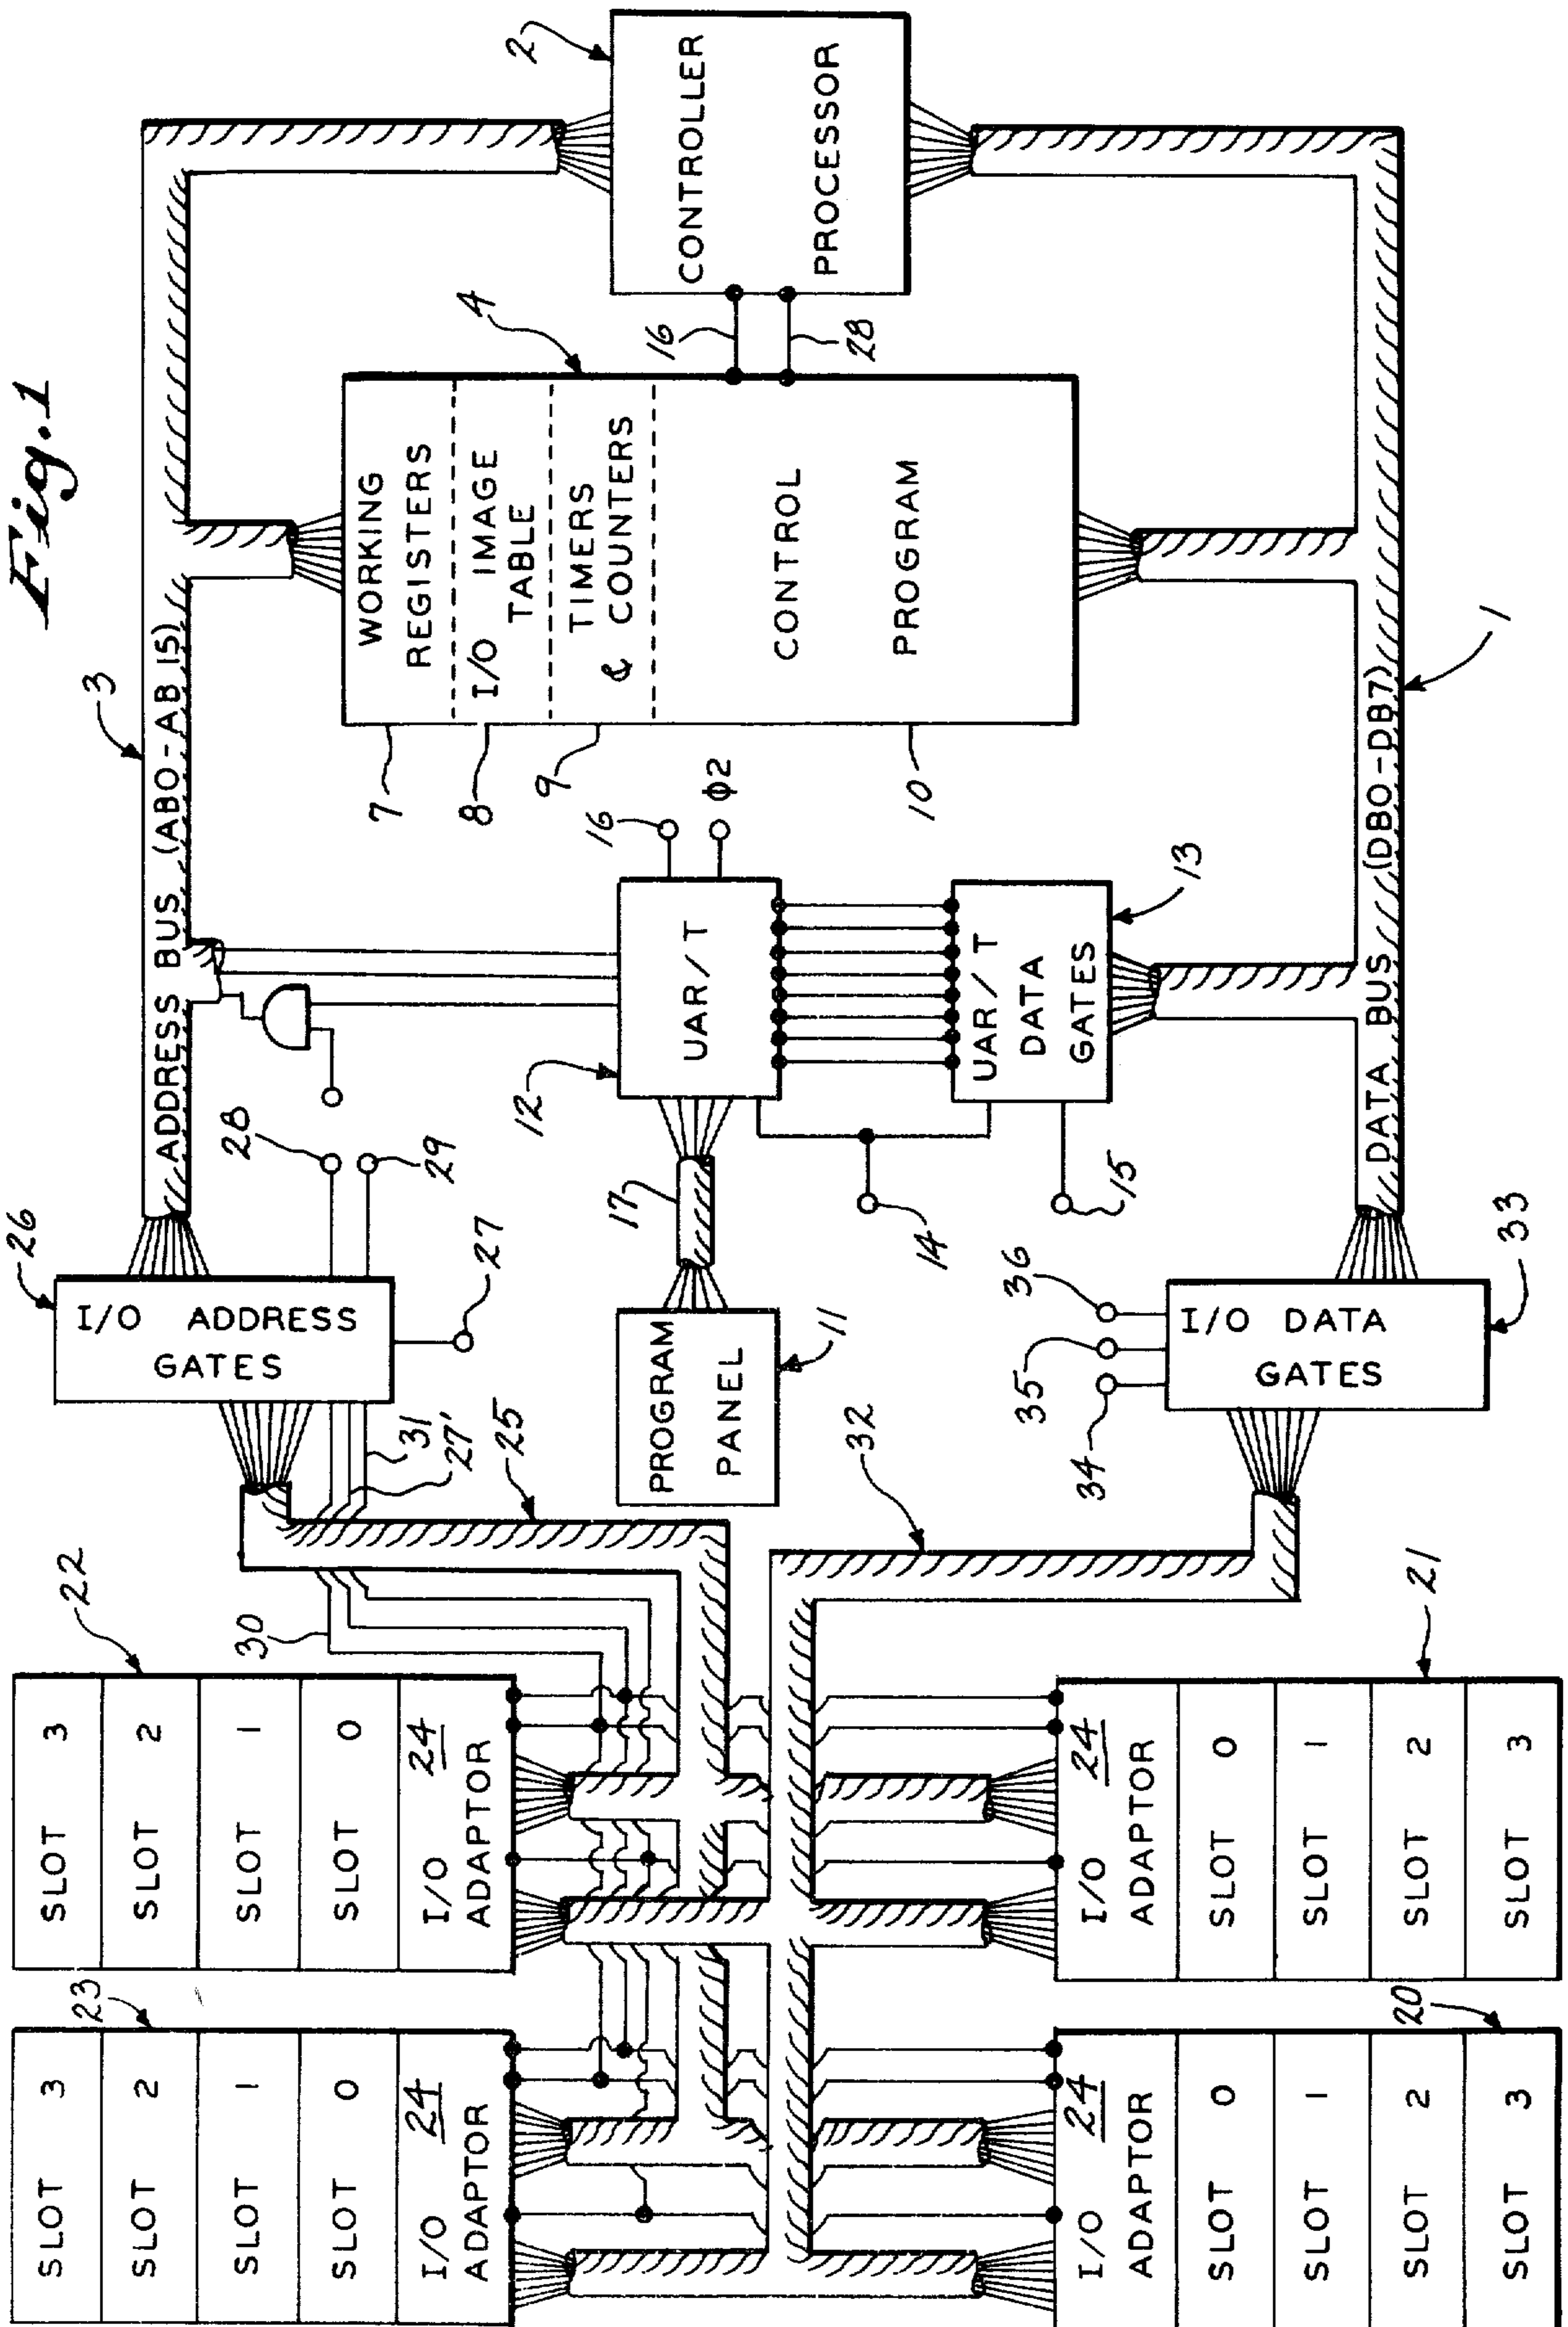 Fig.1
3
ADDRESS BUS (AB0-AB15)
26
I/O ADDRESS
GATES
28
29
27
31
27'
25
30
22
SLOT 3
SLOT 2
SLOT 1
SLOT 0
I/O 24
ADAPTOR
23
SLOT 3
SLOT 2
SLOT 1
SLOT 0
I/O 24
ADAPTOR
2
CONTROLLER
PROCESSOR
4
16
28
WORKING
REGISTERS
I/O IMAGE
TABLE
TIMERS
& COUNTERS
CONTROL
PROGRAM
7
8
9
10
16
Φ2
12
UAR/T
13
UAR/T
DATA
GATES
14
15
17
PROGRAM
PANEL
11
32
36
35
34
I/O DATA
GATES
33
DATA BUS (DB0-DB7)
1
21
I/O 24
ADAPTOR
SLOT 0
SLOT 1
SLOT 2
SLOT 3
20
I/O 24
ADAPTOR
SLOT 0
SLOT 1
SLOT 2
SLOT 3